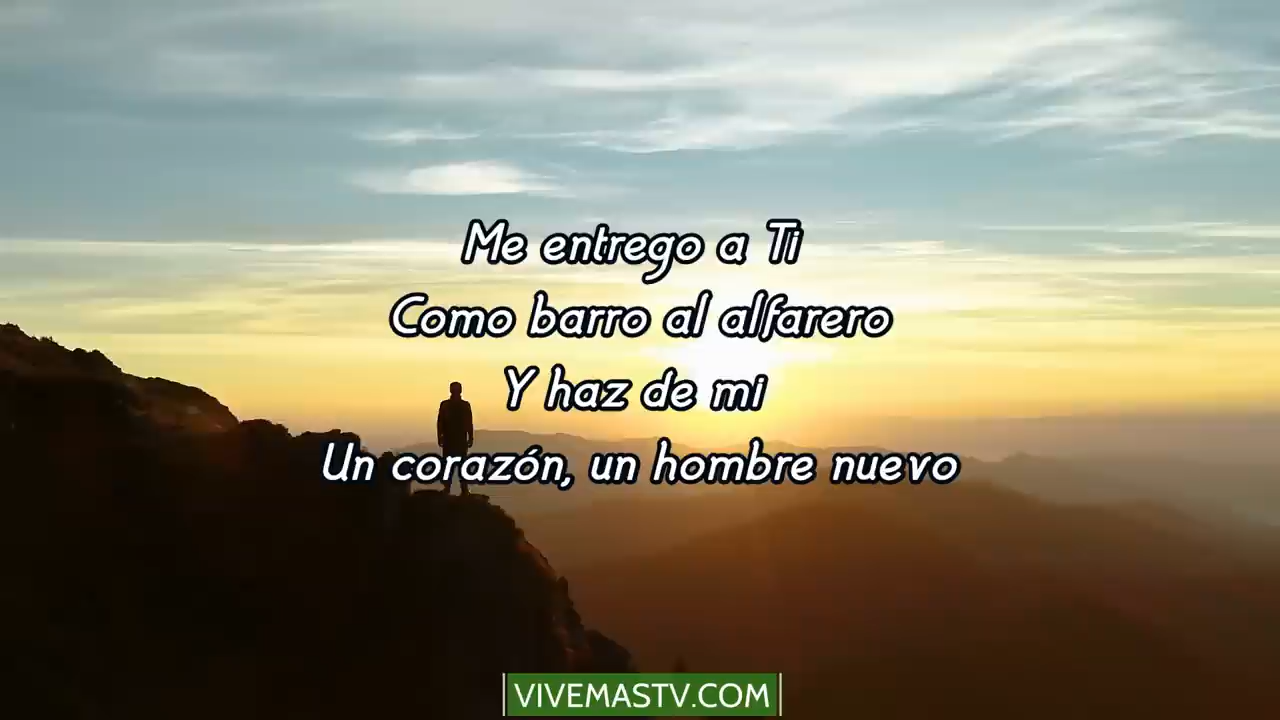 Me entrego a Ti
Como barro al alfarero
Y haz de mi
Un corazón, un hombre nuevo
VIVEMASTV.COM